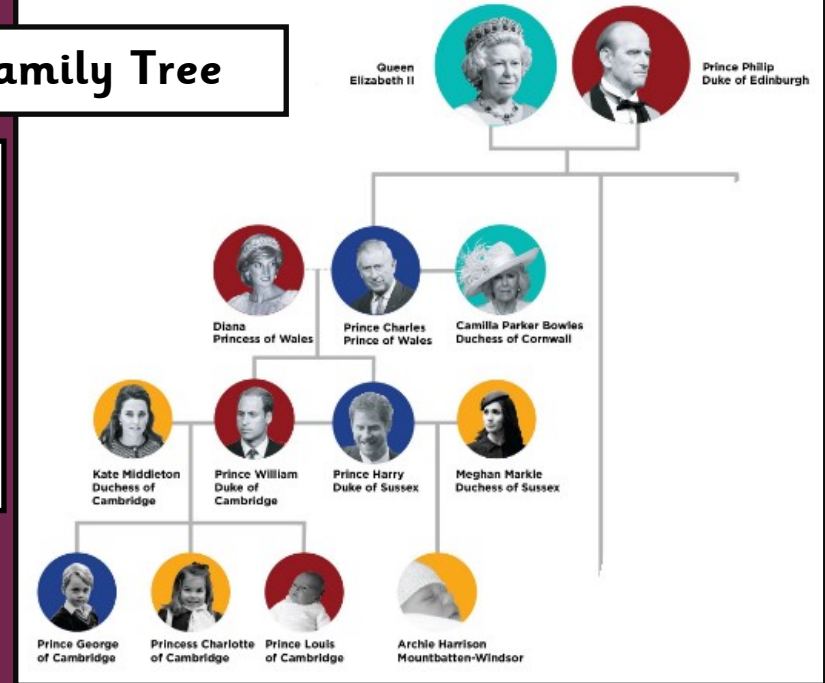 amily Tree
Queen
Elizabeth II
Prince Philip
Duke of Edinburgh
Diana
Princess of Wales
Prince Charles
Prince of Wales
Camilla Parker Bowles
Duchess of Cornwall
Kate Middleton
Duchess of
Cambridge
Prince William
Duke of
Cambridge
Prince Harry
Duke of Sussex
Meghan Markle
Duchess of Sussex
Prince George
of Cambridge
Princess Charlotte
of Cambridge
Prince Louis
of Cambridge
Archie Harrison
Mountbatten-Windsor